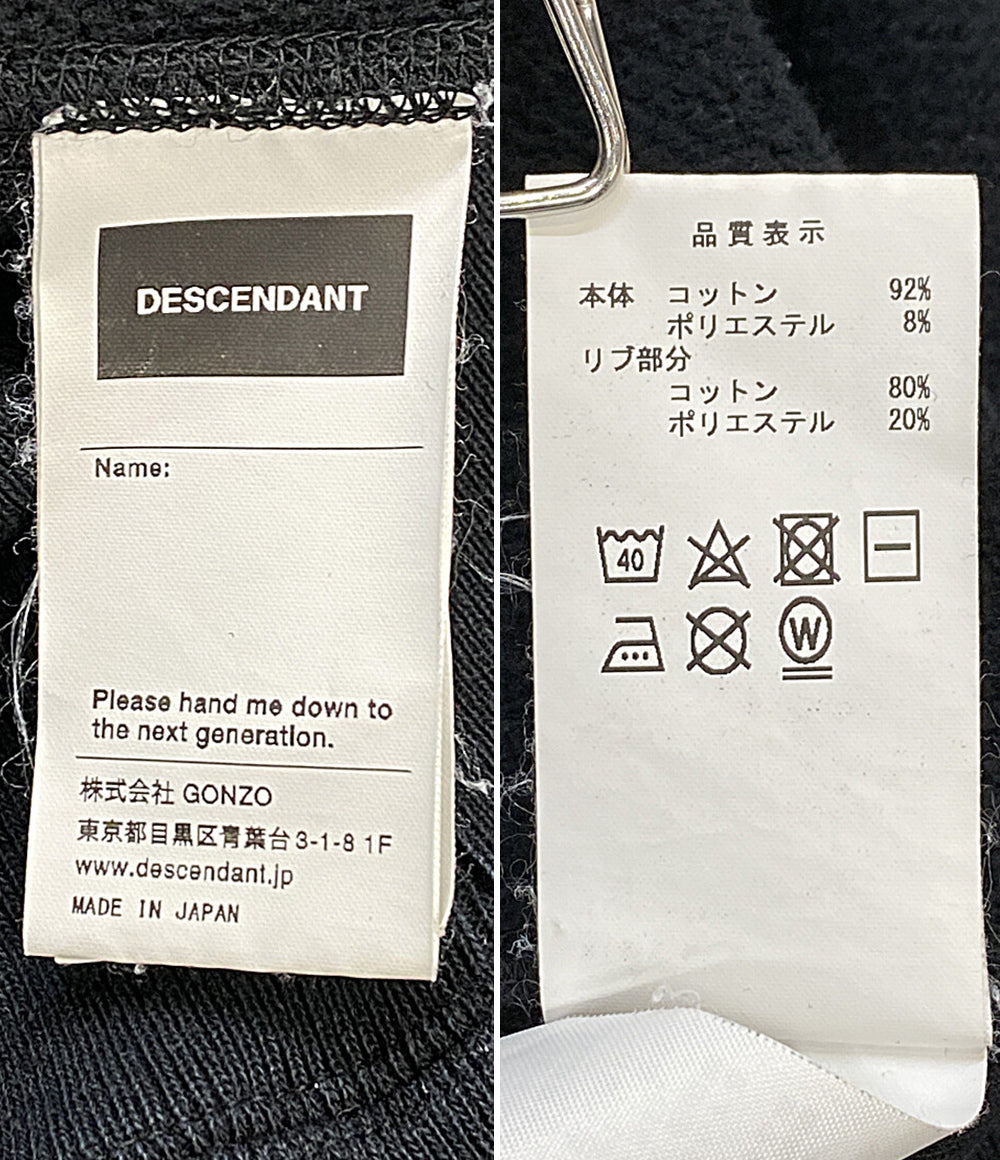 DESCENDANT
Name:
Please hand me down to
the next generation.
株式会社 GONZO
東京都目黒区青葉台3-1-8 1F
www.descendant.jp
MADE IN JAPAN
品質表示
本体 コットン 92%
ポリエステル 8%
リブ部分
コットン 80%
ポリエステル 20%
40
W